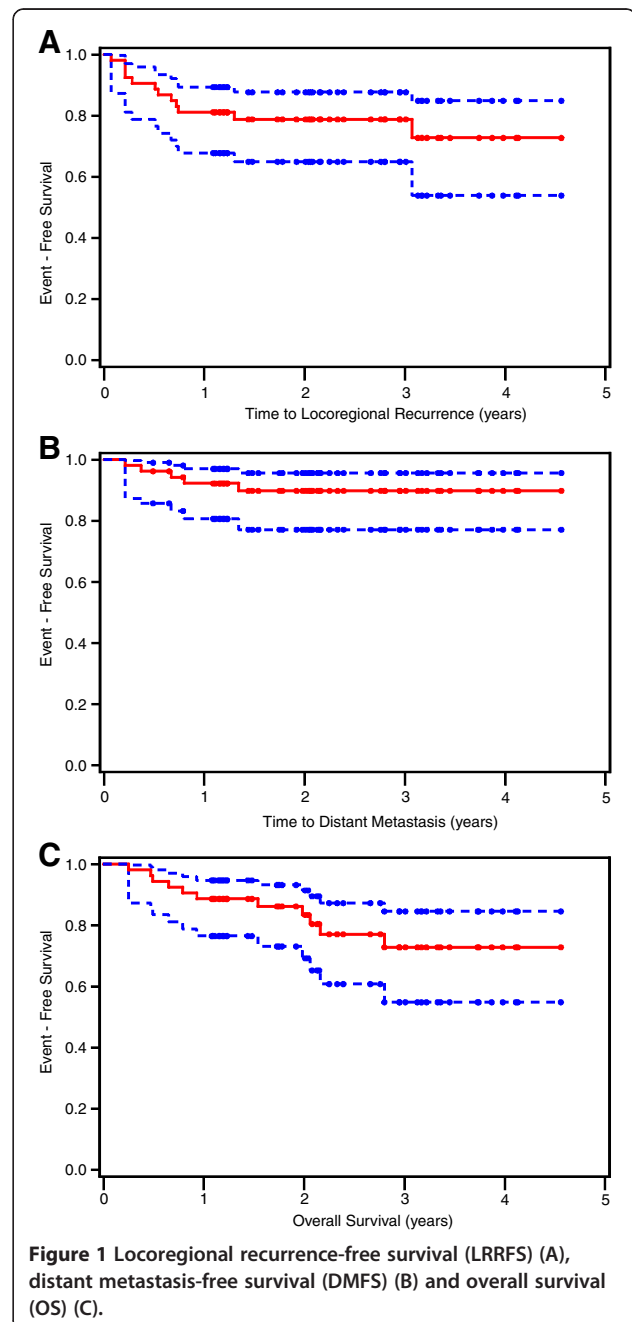 A
1.0
0.8
0.6
0.4
0.2
0.0
Event - Free Survival
0 1 2 3 4 5
Time to Locoregional Recurrence (years)
B
1.0
0.8
0.6
0.4
0.2
0.0
Event - Free Survival
0 1 2 3 4 5
Time to Distant Metastasis (years)
C
1.0
0.8
0.6
0.4
0.2
0.0
Event - Free Survival
0 1 2 3 4 5
Overall Survival (years)
Figure 1 Locoregional recurrence-free survival (LRRFS) (A),
distant metastasis-free survival (DMFS) (B) and overall survival
(OS) (C).